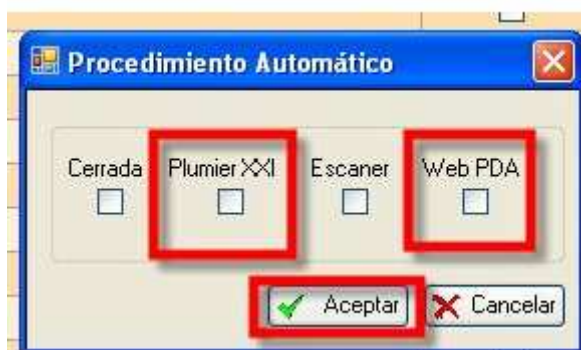 Procedimiento Automático
Cerrada Plumier XXI Escaner Web PDA
Aceptar Cancelar